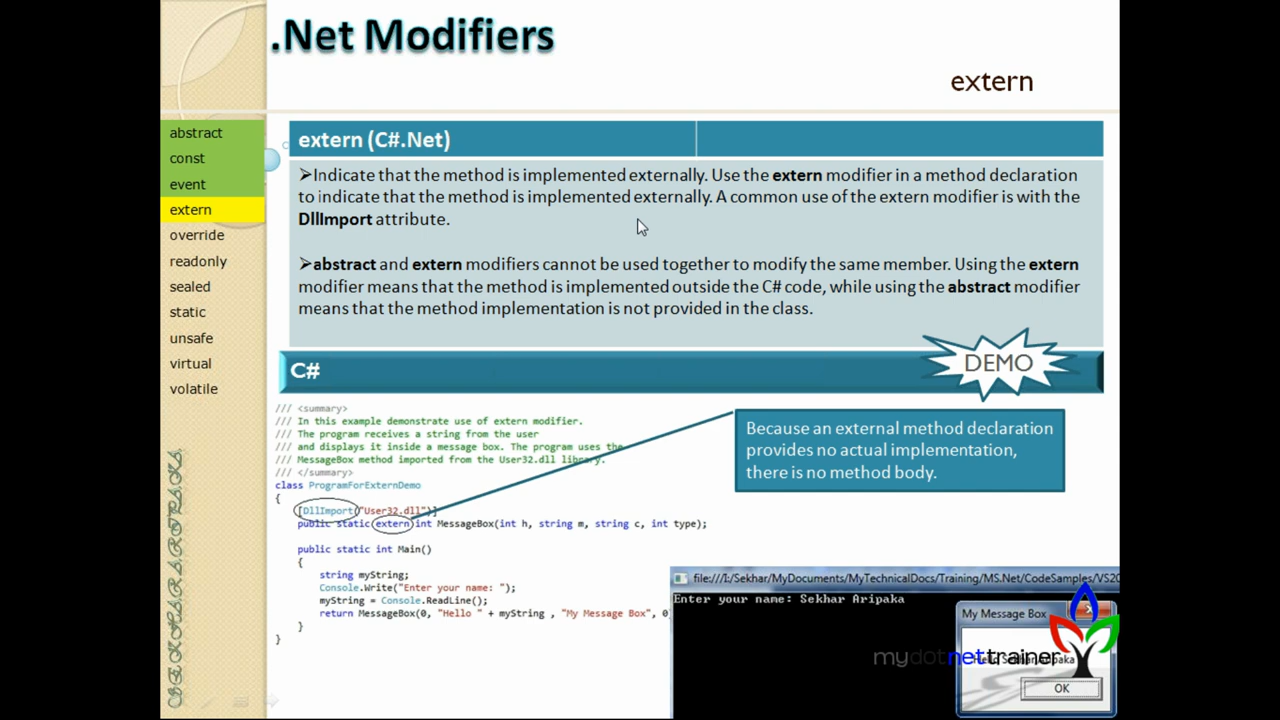 .Net Modifiers
extern
abstract
const
event
extern
override
readonly
sealed
static
unsafe
virtual
volatile
extern (C#.Net)
➢Indicate that the method is implemented externally. Use the extern modifier in a method declaration
to indicate that the method is implemented externally. A common use of the extern modifier is with the
DllImport attribute.
➢abstract and extern modifiers cannot be used together to modify the same member. Using the extern
modifier means that the method is implemented outside the C# code, while using the abstract modifier
means that the method implementation is not provided in the class.
C#
DEMO
/// <summary>
/// In this example demonstrate use of extern modifier.
/// The program receives a string from the user
/// and displays it inside a message box. The program uses the
/// MessageBox method imported from the User32.dll library.
/// </summary>
class ProgramForExternDemo
{
[DllImport("User32.dll")]
public static extern int MessageBox(int h, string m, string c, int type);
public static int Main()
{
string myString;
Console.Write("Enter your name: ");
myString = Console.ReadLine();
return MessageBox(0, "Hello " + myString , "My Message Box", 0
}
}
Because an external method declaration
provides no actual implementation,
there is no method body.
file:///I:/Sekhar/MyDocuments/MyTechnicalDocs/Training/MS.Net/CodeSamples/VS20
Enter your name: Sekhar Aripaka
My Message Box
mydotnettrainer
OK